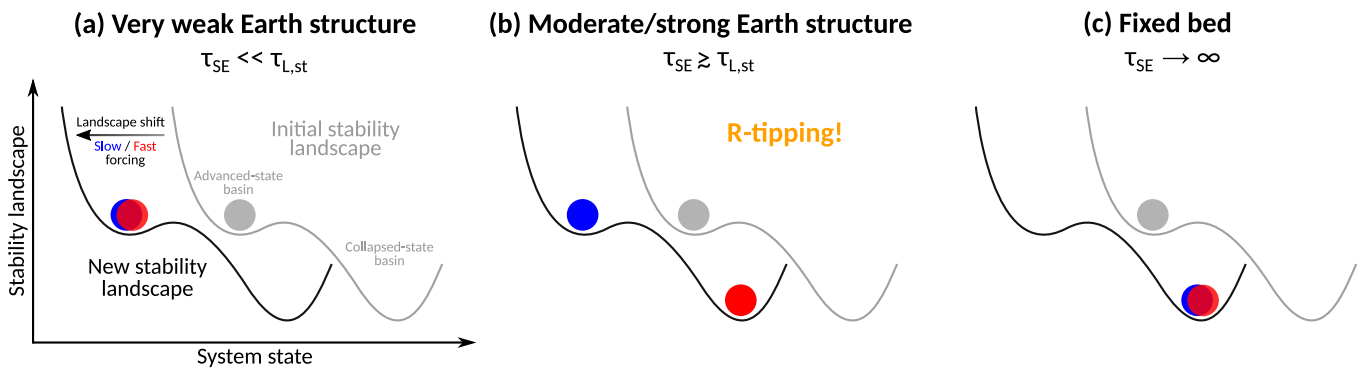 (a) Very weak Earth structure
τSE << τL,st
(b) Moderate/strong Earth structure
τSE ≳ τL,st
(c) Fixed bed
τSE → ∞
Stability landscape
System state
Landscape shift
Slow / Fast
forcing
Initial stability
landscape
Advanced-state
basin
Collapsed-state
basin
New stability
landscape
R-tipping!